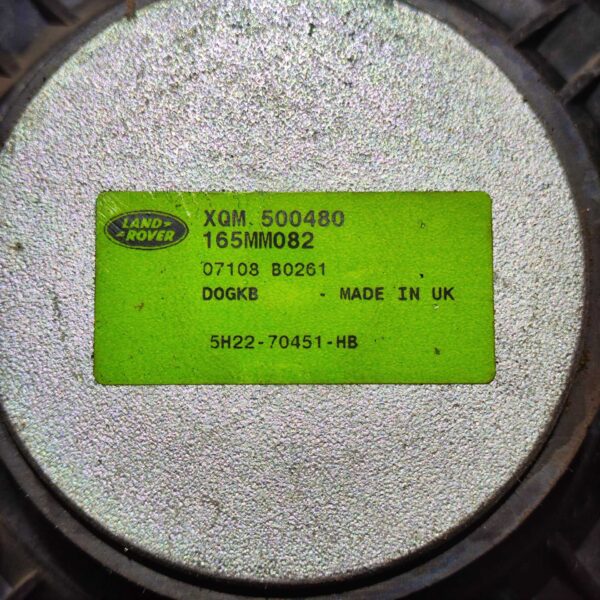 LAND
ROVER
XQM. 500480
165MM082
07108 B0261
DOGKB - MADE IN UK
5H22-70451-HB